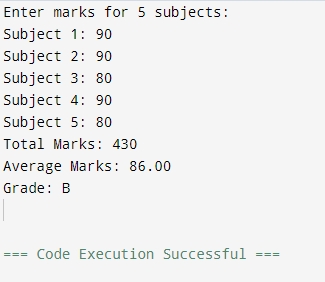 Enter marks for 5 subjects:
Subject 1: 90
Subject 2: 90
Subject 3: 80
Subject 4: 90
Subject 5: 80
Total Marks: 430
Average Marks: 86.00
Grade: B
=== Code Execution Successful ===